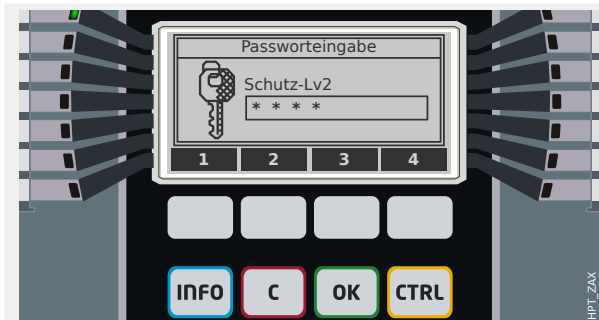 Passworteingabe
Schutz-Lv2
* * * *
1 2 3 4
INFO C OK CTRL
HPT_ZAX